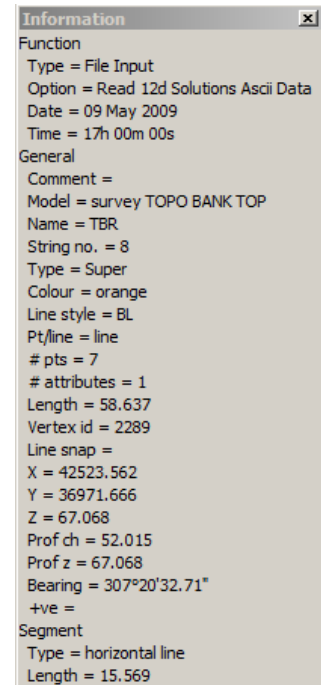 Information
Function
Type = File Input
Option = Read 12d Solutions Ascii Data
Date = 09 May 2009
Time = 17h 00m 00s
General
Comment =
Model = survey TOPO BANK TOP
Name = TBR
String no. = 8
Type = Super
Colour = orange
Line style = BL
Pt/line = line
# pts = 7
# attributes = 1
Length = 58.637
Vertex id = 2289
Line snap =
X = 42523.562
Y = 36971.666
Z = 67.068
Prof ch = 52.015
Prof z = 67.068
Bearing = 307°20'32.71"
+ve =
Segment
Type = horizontal line
Length = 15.569